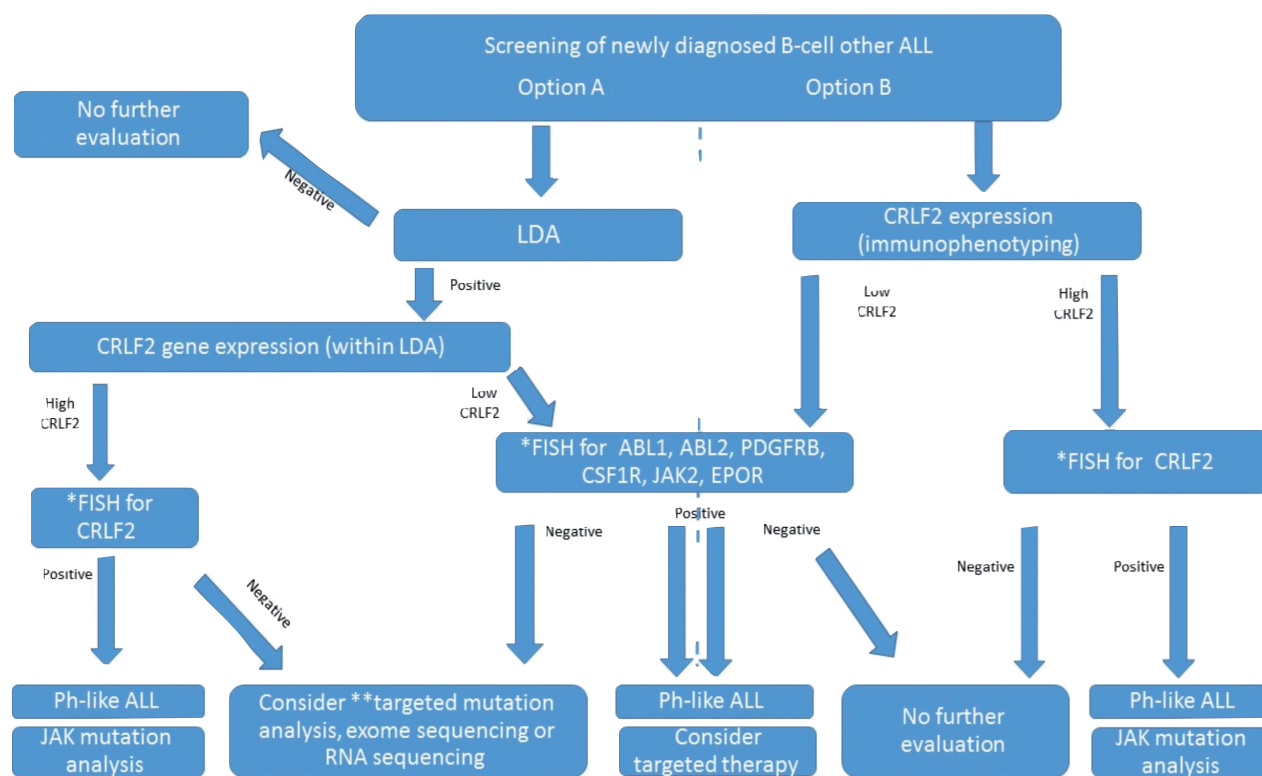 Screening of newly diagnosed B-cell other ALL
Option A
Option B
No further
evaluation
Negative
LDA
CRLF2 expression
(immunophenotyping)
Positive
Low
CRLF2
High
CRLF2
CRLF2 gene expression (within LDA)
High
CRLF2
Low
CRLF2
*FISH for ABL1, ABL2, PDGFRB,
CSF1R, JAK2, EPOR
*FISH for CRLF2
*FISH for
CRLF2
Positive
Negative
Negative
Positive
Negative
Negative
Positive
Ph-like ALL
JAK mutation
analysis
Consider **targeted mutation
analysis, exome sequencing or
RNA sequencing
Ph-like ALL
Consider
targeted therapy
No further
evaluation
Ph-like ALL
JAK mutation
analysis